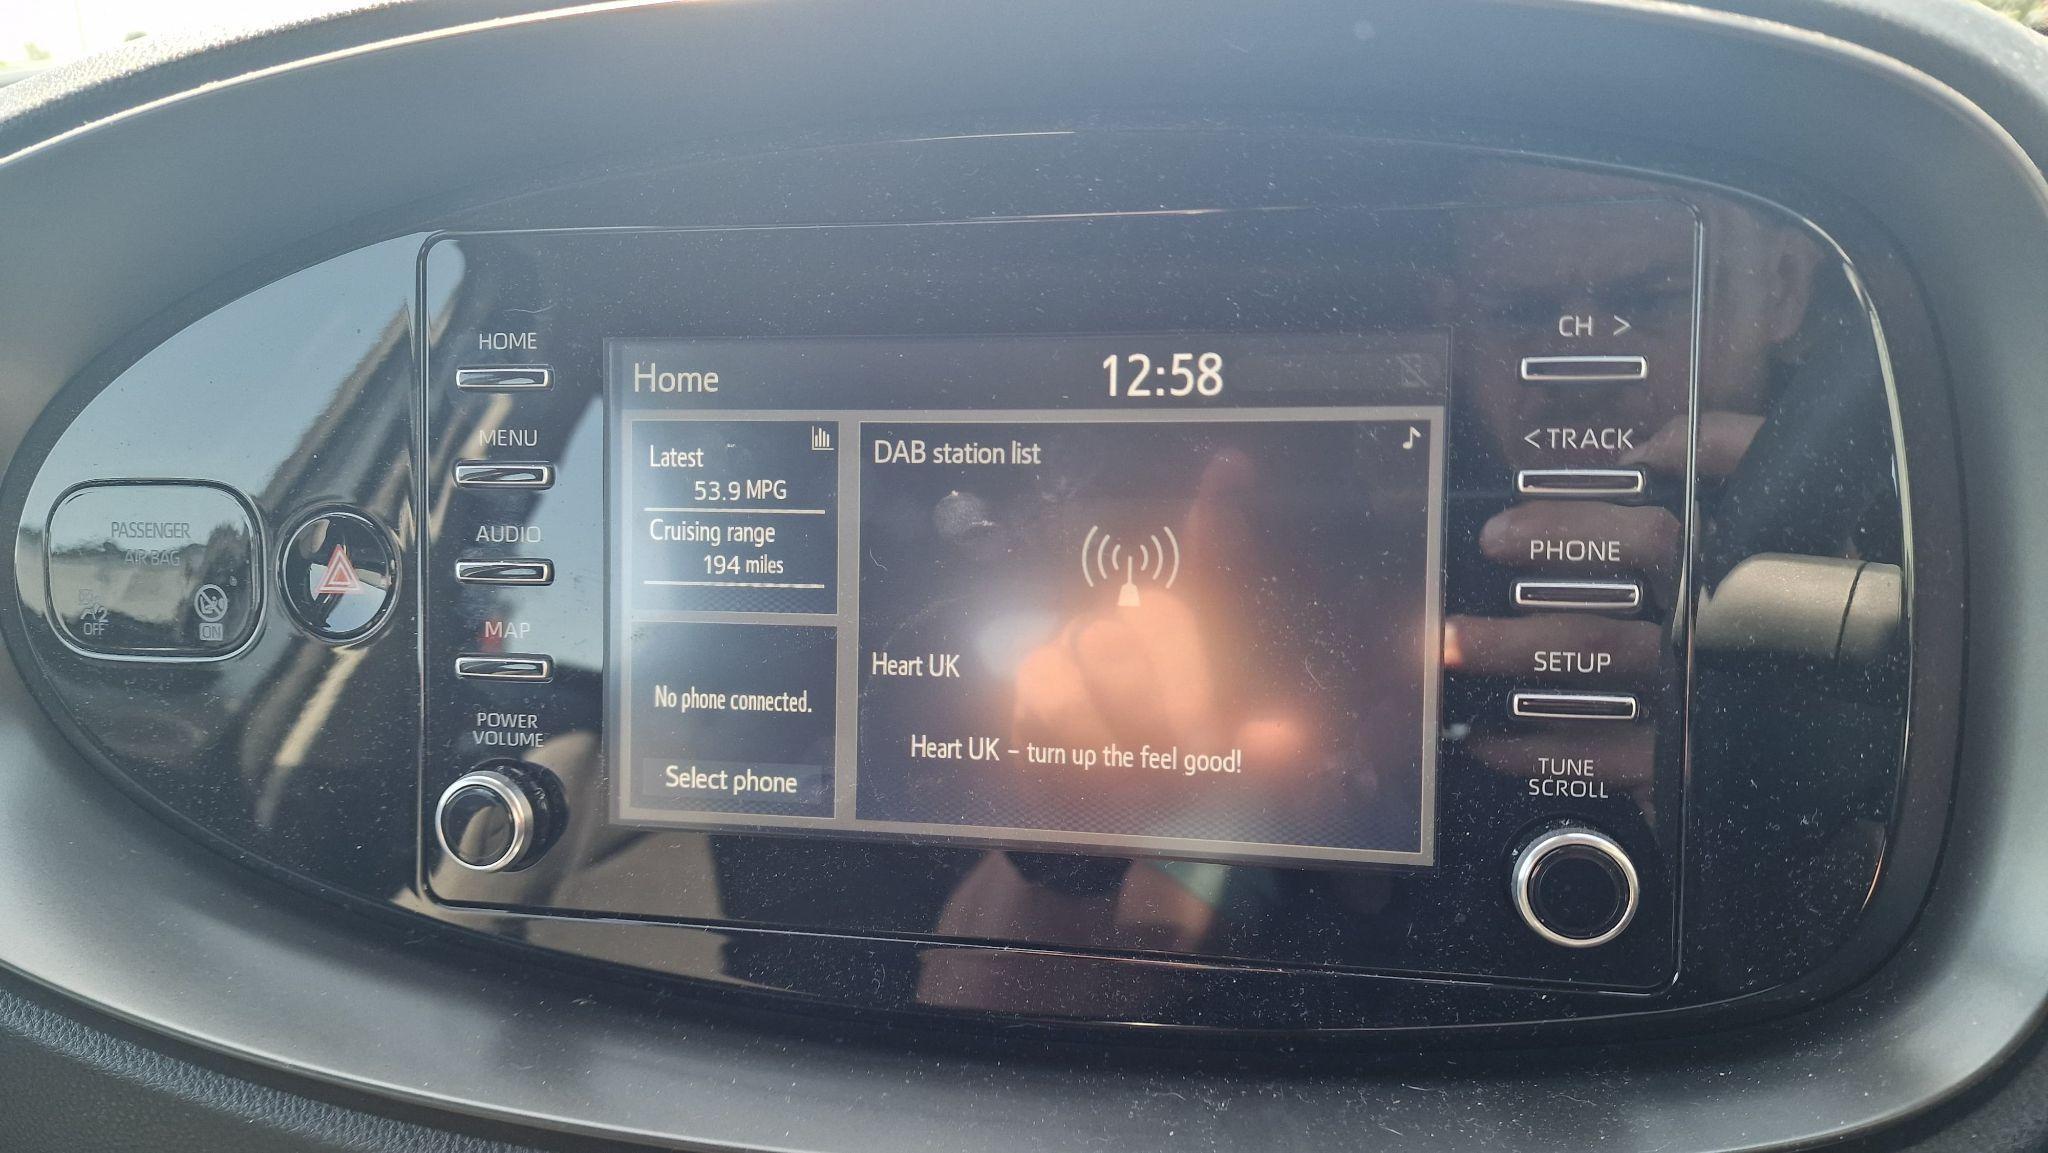 HOME
MENU
AUDIO
MAP
POWER
VOLUME
PASSENGER
AIR BAG
2
OFF
ON
Home
12:58
Latest
53.9 MPG
Cruising range
194 miles
No phone connected.
Select phone
DAB station list
Heart UK
Heart UK – turn up the feel good!
CH >
< TRACK
PHONE
SETUP
TUNE
SCROLL